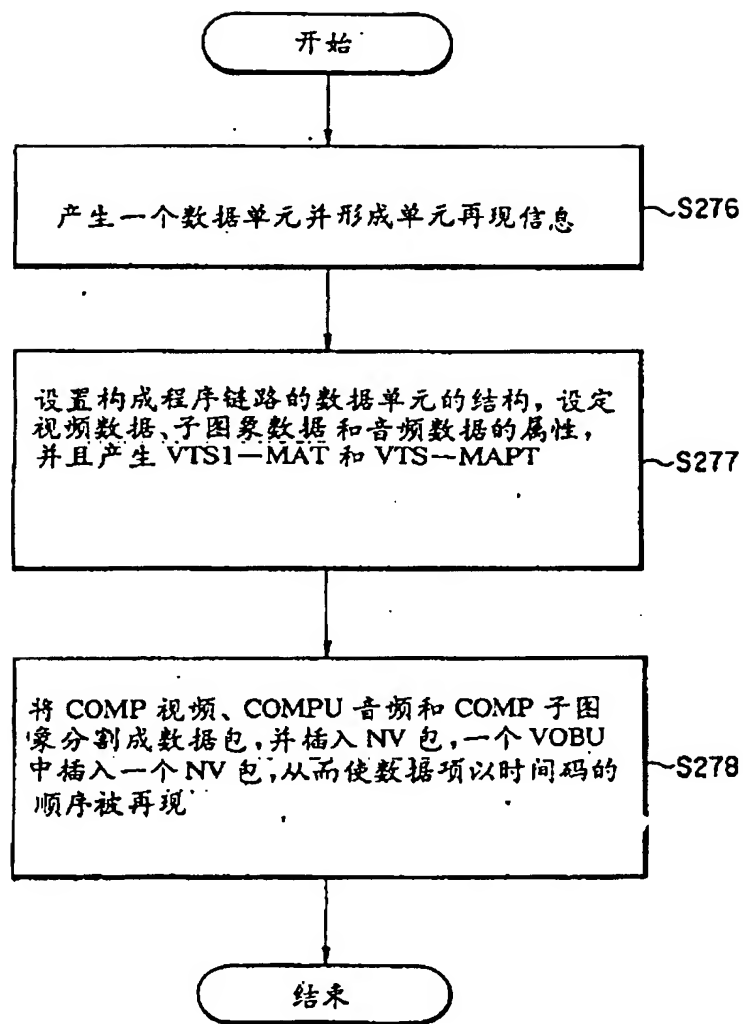 开始
产生一个数据单元并形成单元再现信息
S276
设置构成程序链路的数据单元的结构，设定
视频数据、子图象数据和音频数据的属性，
并且产生 VTS1—MAT 和 VTS—MAPT
S277
将 COMP 视频、COMPU 音频和 COMP 子图
象分割成数据包，并插入 NV 包，一个 VOBU
中插入一个 NV 包，从而使数据项以时间码的
顺序被再现
S278
结束